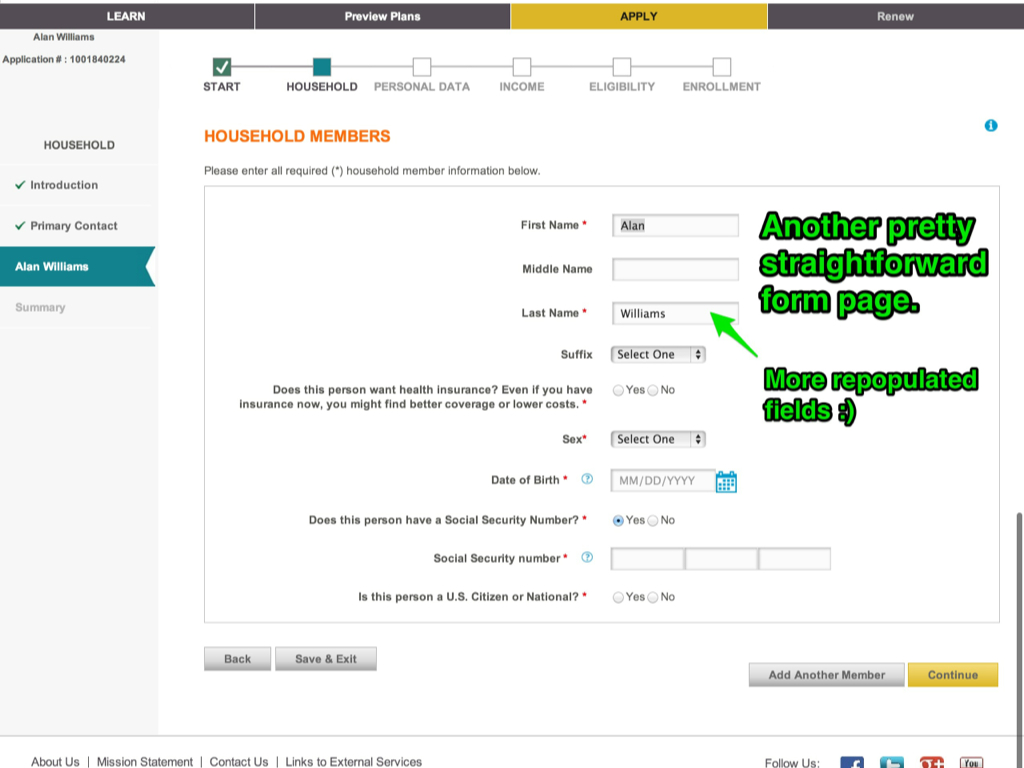 LEARN
Preview Plans
APPLY
Renew
Alan Williams
Application # : 1001840224
START
HOUSEHOLD
PERSONAL DATA
INCOME
ELIGIBILITY
ENROLLMENT
HOUSEHOLD
Introduction
Primary Contact
Alan Williams
Summary
HOUSEHOLD MEMBERS
Please enter all required (*) household member information below.
First Name * Alan
Middle Name
Last Name * Williams
Suffix Select One
Does this person want health insurance? Even if you have
insurance now, you might find better coverage or lower costs. *
Yes No
Sex* Select One
Date of Birth * ? MM/DD/YYYY
Does this person have a Social Security Number? * Yes No
Social Security number * ?
Is this person a U.S. Citizen or National? * Yes No
Another pretty
straightforward
form page.
More repopulated
fields :)
Back
Save & Exit
Add Another Member
Continue
About Us | Mission Statement | Contact Us | Links to External Services
Follow Us:
You